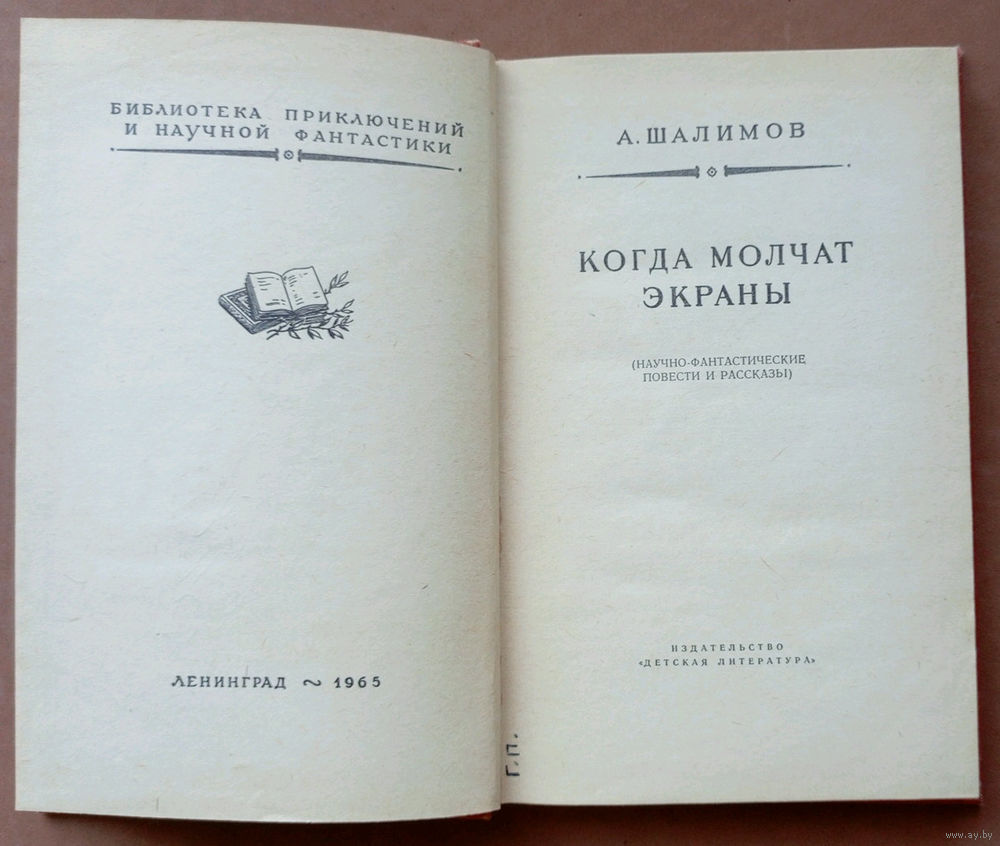 БИБЛИОТЕКА ПРИКЛЮЧЕНИЙ
И НАУЧНОЙ ФАНТАСТИКИ
ЛЕНИНГРАД ~ 1965
А. ШАЛИМОВ
КОГДА МОЛЧАТ
ЭКРАНЫ
(НАУЧНО-ФАНТАСТИЧЕСКИЕ
ПОВЕСТИ И РАССКАЗЫ)
ИЗДАТЕЛЬСТВО
«ДЕТСКАЯ ЛИТЕРАТУРА»
Г.П.
www.ay.by